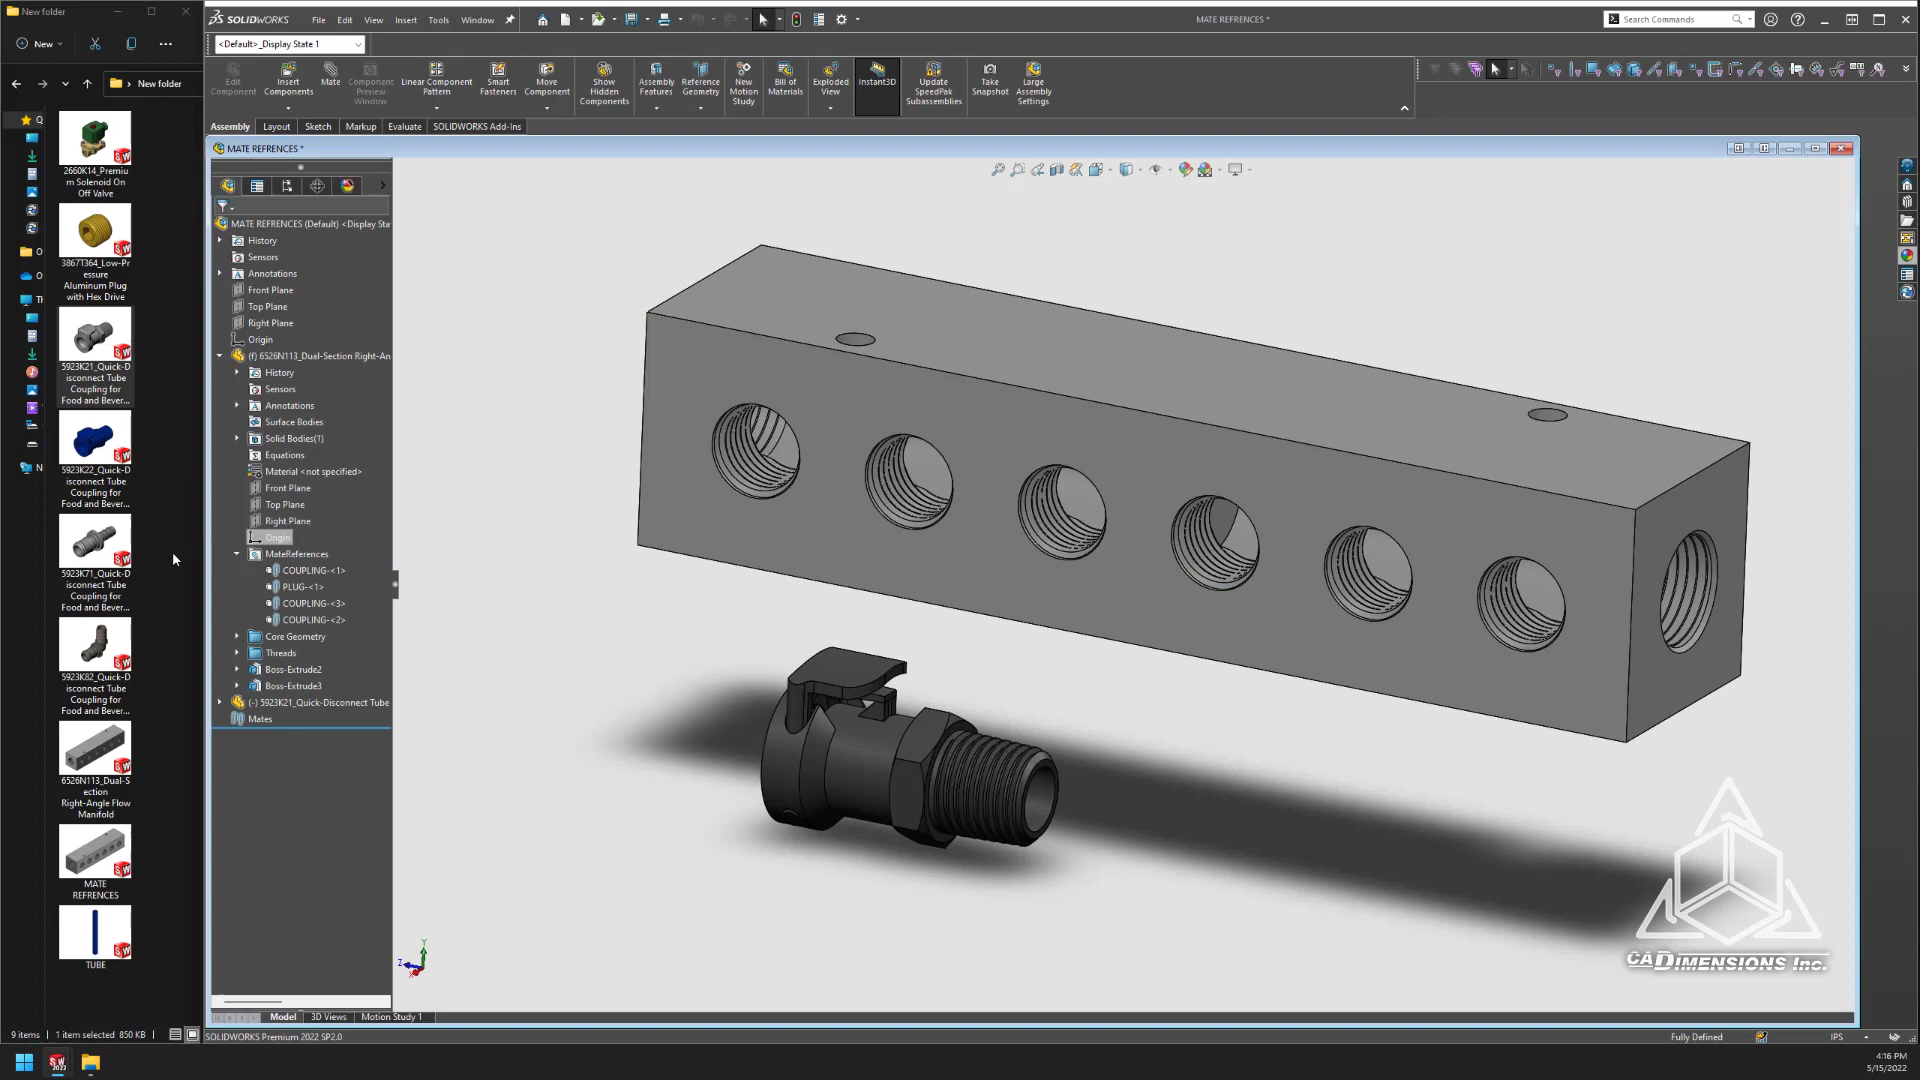 New folder
SOLIDWORKS
File
Edit
View
Insert
Tools
Window
MATE REFRENCES *
Search Commands
New
<Default>_Display State 1
New folder
Edit
Component
Insert
Components
Mate
Component
Preview
Window
Linear Component
Pattern
Smart
Fasteners
Move
Component
Show
Hidden
Components
Assembly
Features
Reference
Geometry
New
Motion
Study
Bill of
Materials
Exploded
View
Instant3D
Update
SpeedPak
Subassemblies
Take
Snapshot
Large
Assembly
Settings
Assembly
Layout
Sketch
Markup
Evaluate
SOLIDWORKS Add-Ins
MATE REFRENCES *
2660K14_Premiu
m Solenoid On
Off Valve
3867T364_Low-Pr
essure
Aluminum Plug
with Hex Drive
5923K21_Quick-D
isconnect Tube
Coupling for
Food and Bever...
5923K22_Quick-D
isconnect Tube
Coupling for
Food and Bever...
5923K71_Quick-D
isconnect Tube
Coupling for
Food and Bever...
5923K82_Quick-D
isconnect Tube
Coupling for
Food and Bever...
6526N113_Dual-S
ection
Right-Angle Flow
Manifold
MATE
REFRENCES
TUBE
MATE REFRENCES (Default) <Display Sta
History
Sensors
Annotations
Front Plane
Top Plane
Right Plane
Origin
(f) 6526N113_Dual-Section Right-An
History
Sensors
Annotations
Surface Bodies
Solid Bodies(1)
Equations
Material <not specified>
Front Plane
Top Plane
Right Plane
Origin
MateReferences
COUPLING-<1>
PLUG-<1>
COUPLING-<3>
COUPLING-<2>
Core Geometry
Threads
Boss-Extrude2
Boss-Extrude3
(-) 5923K21_Quick-Disconnect Tube
Mates
Y
Z
X
CADIMENSIONS Inc.
Model
3D Views
Motion Study 1
9 items
1 item selected 850 KB
SOLIDWORKS Premium 2022 SP2.0
Fully Defined
IPS
4:16 PM
5/15/2022